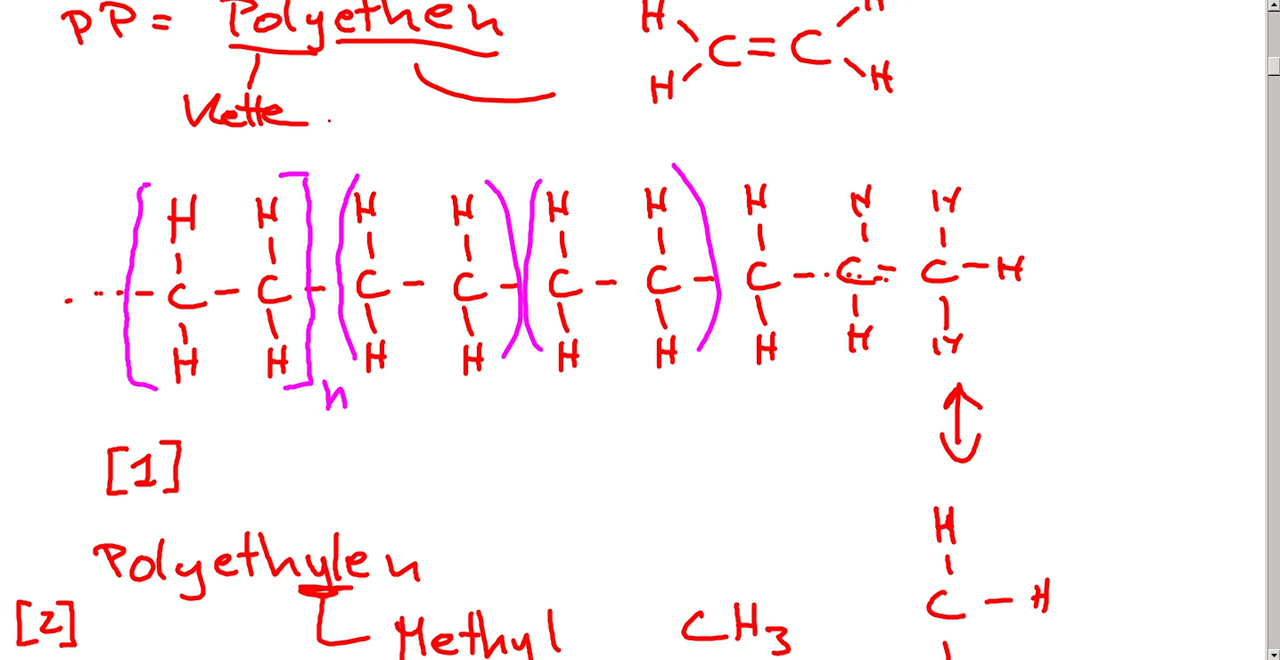 PP = Polyethen
H H
C = C
H H
Kette
H H H H H H H H H
... - C - C - C - C - C - C - C - C - C - H
H H H H H H H H H
n
[1]
H
Polyethylen
C - H
[2] Methyl CH3